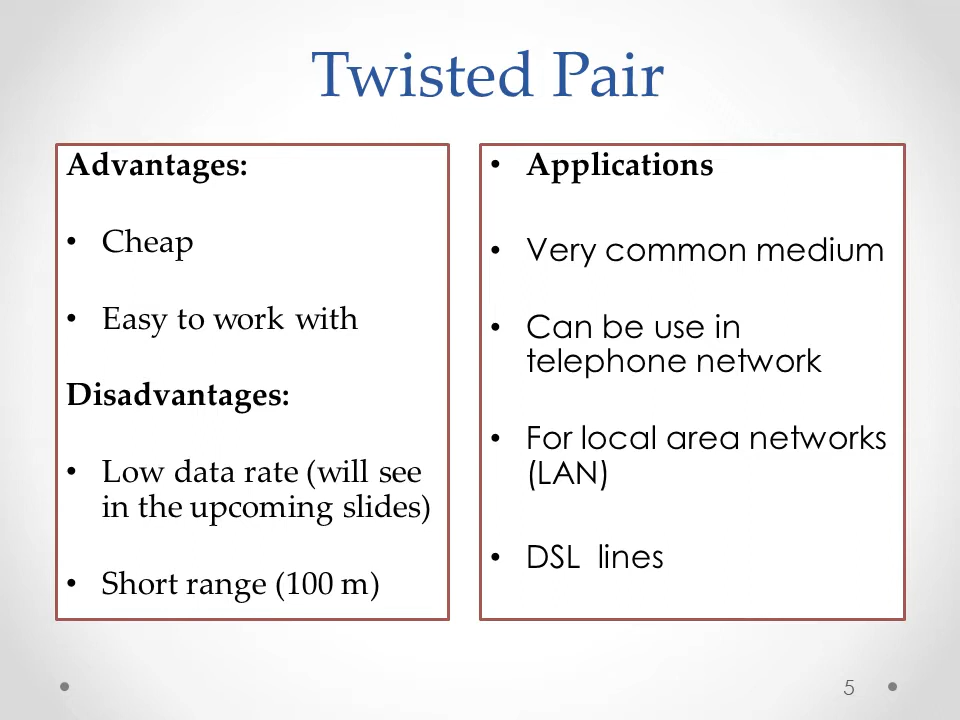 Twisted Pair
Advantages:
• Cheap
• Easy to work with
Disadvantages:
• Low data rate (will see
in the upcoming slides)
• Short range (100 m)
• Applications
• Very common medium
• Can be use in
telephone network
• For local area networks
(LAN)
• DSL lines
5